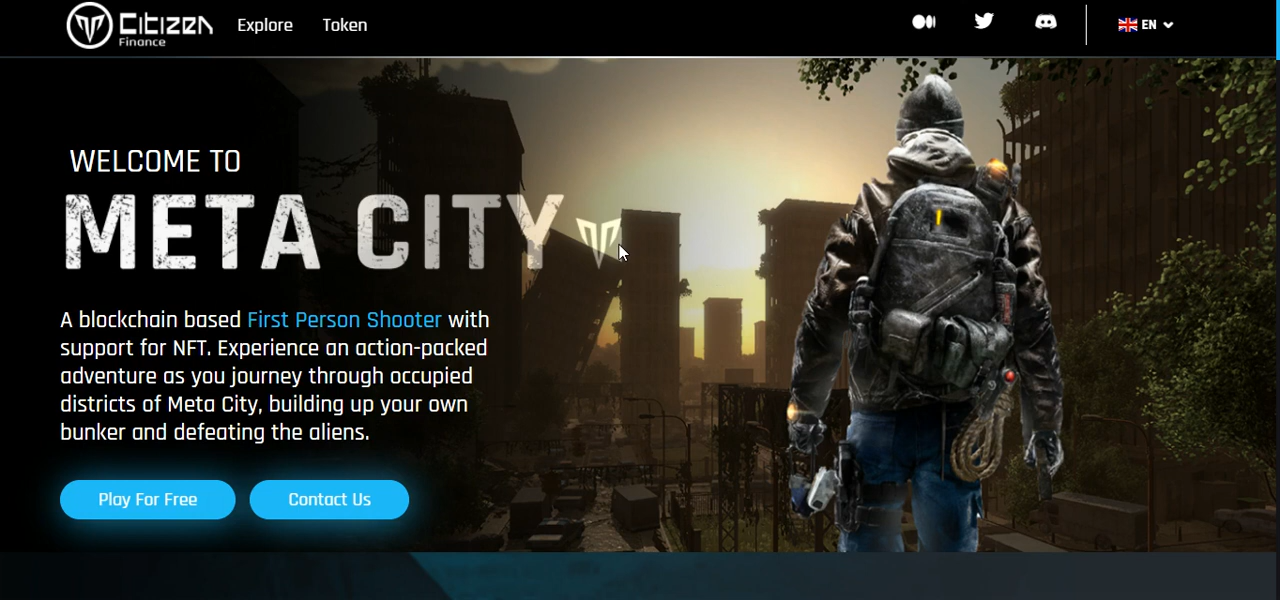 Citizen
Finance
Explore
Token
EN
WELCOME TO
META CITY
A blockchain based First Person Shooter with
support for NFT. Experience an action-packed
adventure as you journey through occupied
districts of Meta City, building up your own
bunker and defeating the aliens.
Play For Free
Contact Us